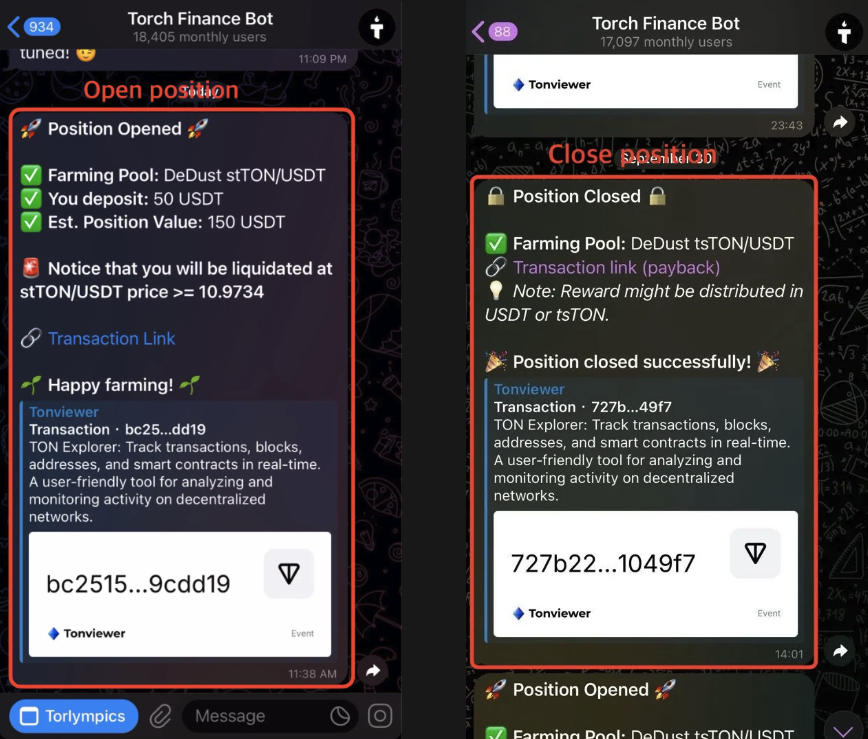 934
Torch Finance Bot
18,405 monthly users
tuned! 😉
11:09 PM
Open position
Today
🚀 Position Opened 🚀
✅ Farming Pool: DeDust stTON/USDT
✅ You deposit: 50 USDT
✅ Est. Position Value: 150 USDT
🚨 Notice that you will be liquidated at
stTON/USDT price >= 10.9734
🔗 Transaction Link
🌱 Happy farming! 🌱
Tonviewer
Transaction · bc25...dd19
TON Explorer: Track transactions, blocks,
addresses, and smart contracts in real-time.
A user-friendly tool for analyzing and
monitoring activity on decentralized
networks.
bc2515...9cdd19
Tonviewer
Event
11:38 AM
Torlympics
Message
88
Torch Finance Bot
17,097 monthly users
Tonviewer
Event
23:43
Close position
September 30
🔒 Position Closed 🔒
✅ Farming Pool: DeDust tsTON/USDT
🔗 Transaction link (payback)
💡 Note: Reward might be distributed in
USDT or tsTON.
🎉 Position closed successfully! 🎉
Tonviewer
Transaction · 727b...49f7
TON Explorer: Track transactions, blocks,
addresses, and smart contracts in real-time.
A user-friendly tool for analyzing and
monitoring activity on decentralized
networks.
727b22...1049f7
Tonviewer
Event
14:01
🚀 Position Opened 🚀
✅ Farming Pool: DeDust tsTON/USDT